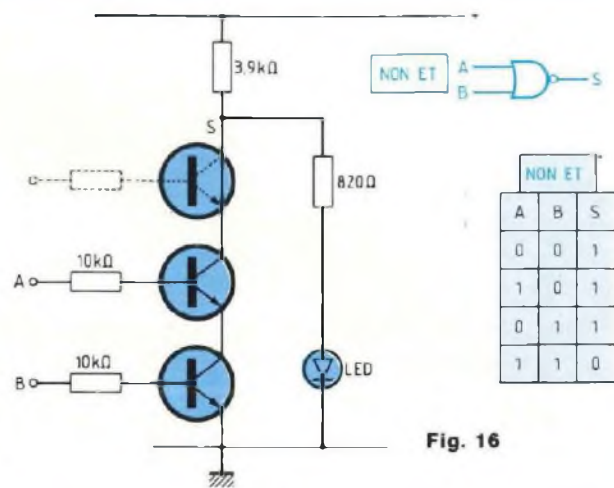 3,9kΩ
NON ET
A
B
S
S
820Ω
C
10kΩ
A
10kΩ
B
LED
NON ET
A B S
0 0 1
1 0 1
0 1 1
1 1 0
Fig. 16